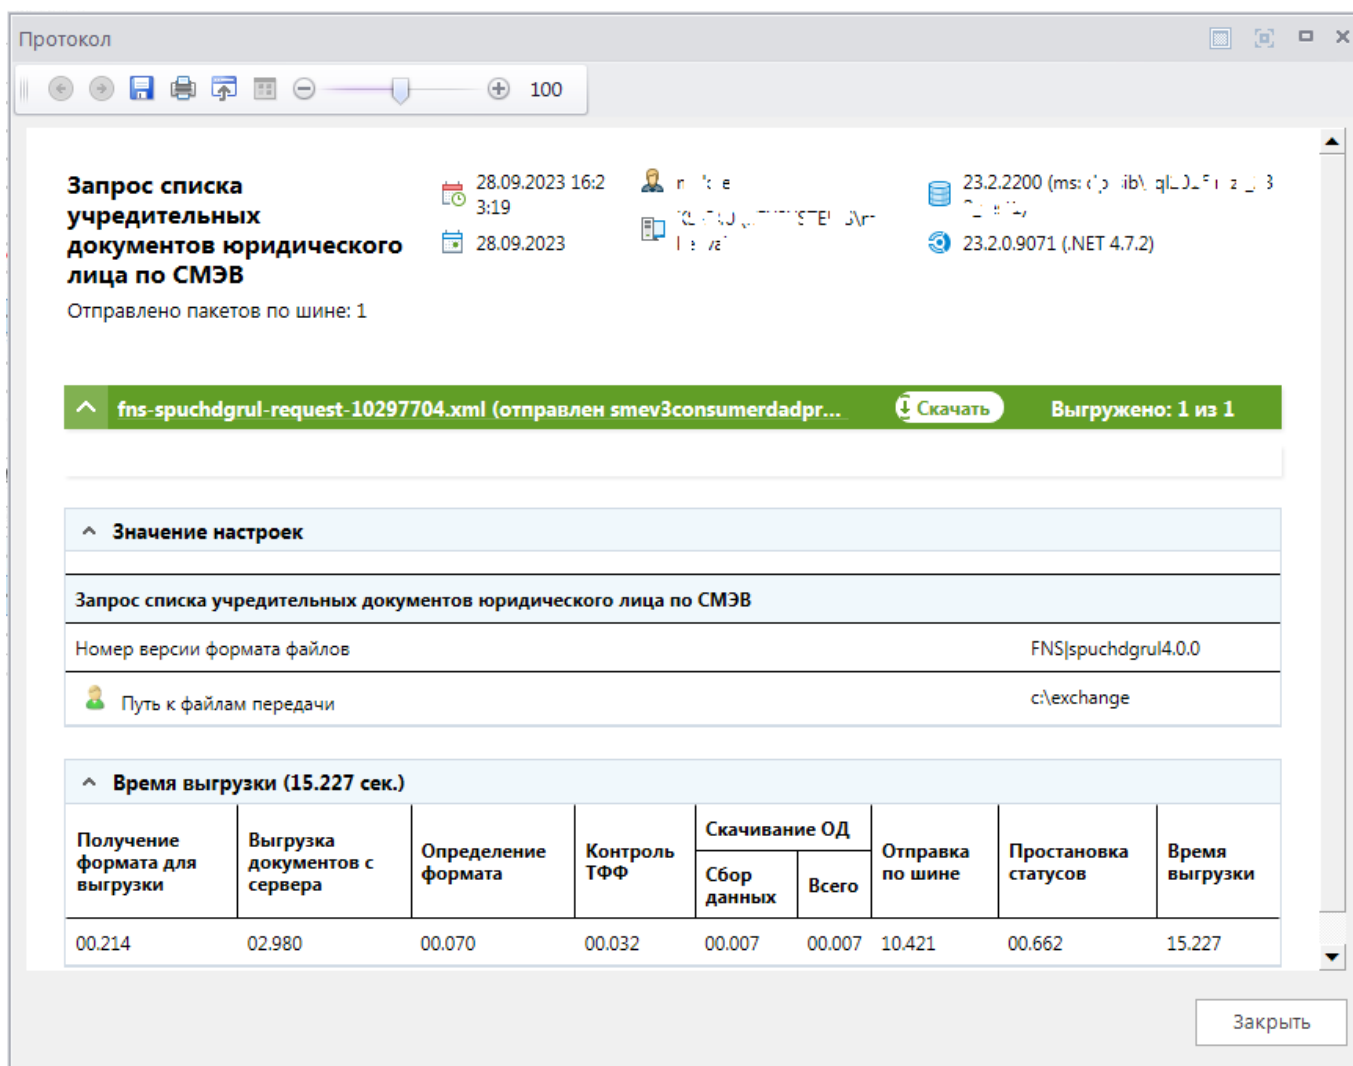 Протокол
100
Запрос списка
учредительных
документов юридического
лица по СМЭВ
Отправлено пакетов по шине: 1
28.09.2023 16:2
3:19
28.09.2023
23.2.2200
23.2.0.9071 (.NET 4.7.2)
fns-spuchdgrul-request-10297704.xml (отправлен smev3consumerdadpr...
Скачать
Выгружено: 1 из 1
Значение настроек
Запрос списка учредительных документов юридического лица по СМЭВ
Номер версии формата файлов FNS|spuchdgrul4.0.0
Путь к файлам передачи c:\exchange
Время выгрузки (15.227 сек.)
Получение
формата для
выгрузки
Выгрузка
документов с
сервера
Определение
формата
Контроль
ТФФ
Скачивание ОД
Сбор
данных
Всего
Отправка
по шине
Простановка
статусов
Время
выгрузки
00.214 02.980 00.070 00.032 00.007 00.007 10.421 00.662 15.227
Закрыть